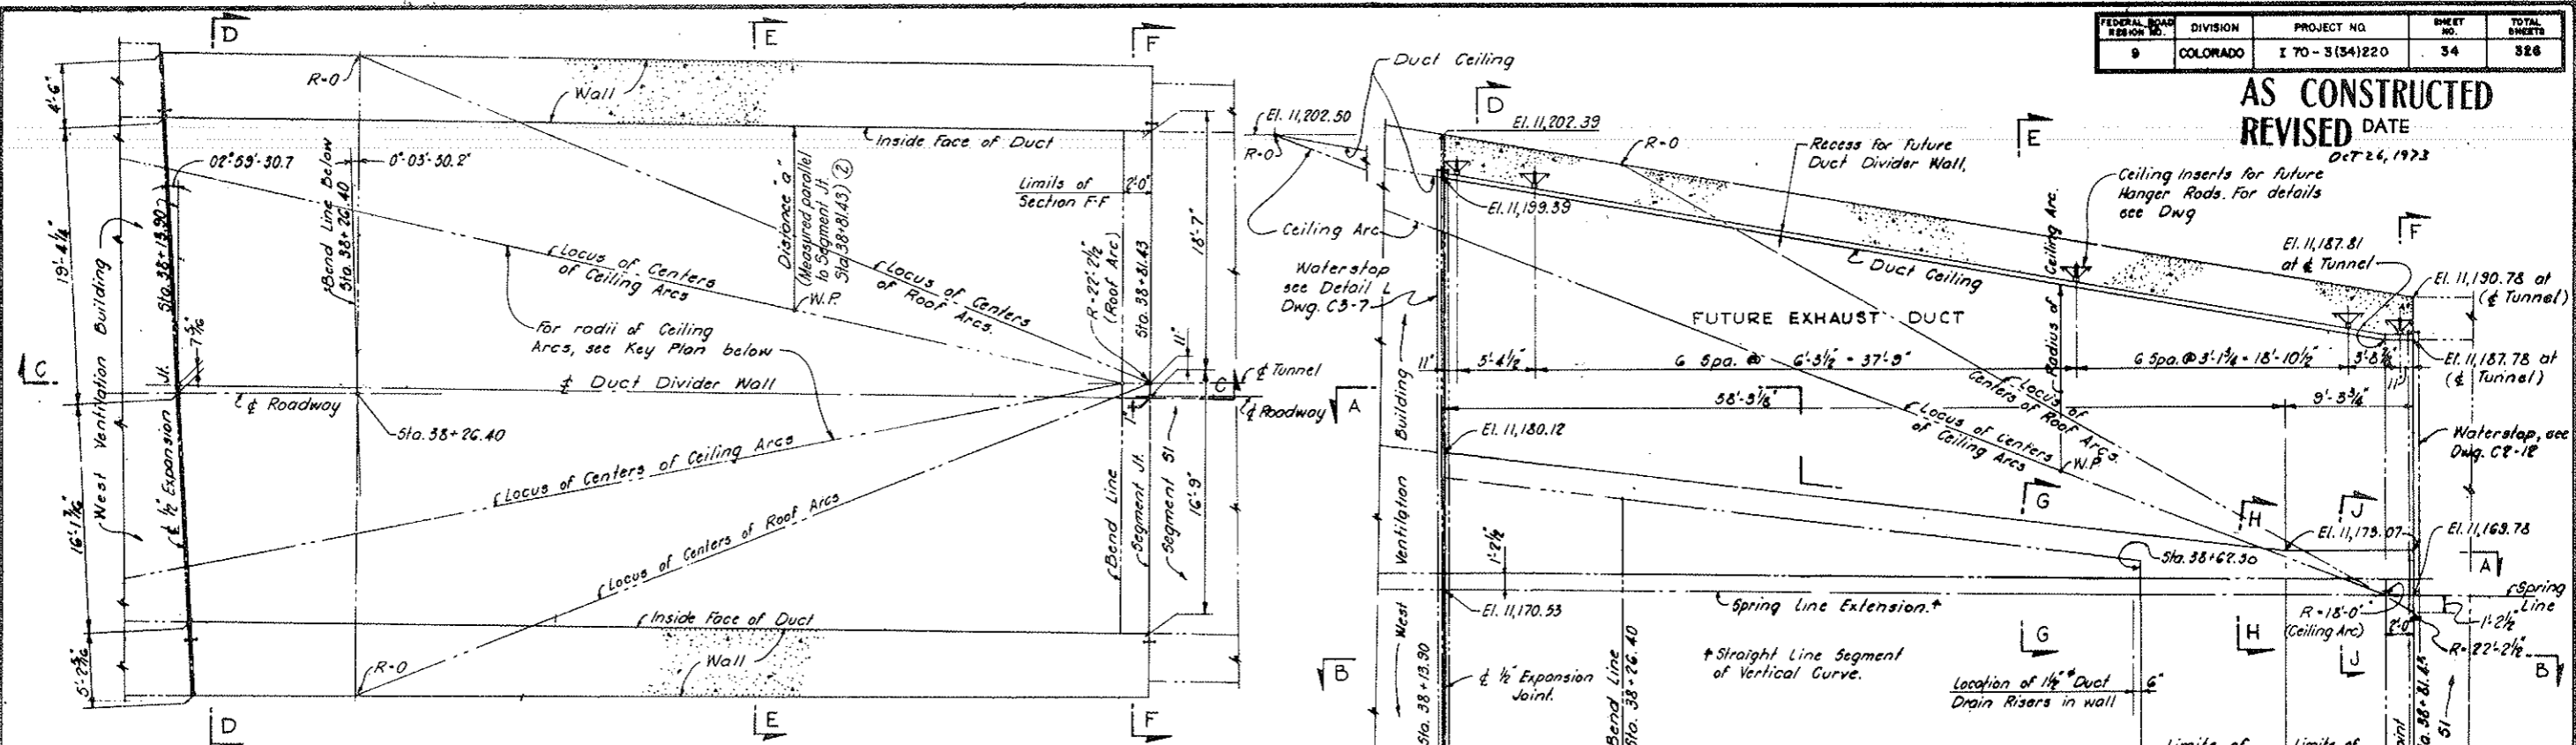 FEDERAL ROAD REGION NO. DIVISION PROJECT NO. SHEET NO. TOTAL SHEETS
9 COLORADO I 70-3(34)220 34 326
AS CONSTRUCTED
REVISED DATE
OCT 26, 1973
D
E
F
R=0
Wall
4'-6"
Inside Face of Duct
02°59'-30.7
0°-03'-50.2"
Bend Line Below
Sta. 38+26.40
Distance "a"
(Measured parallel
to Segment Jt.
Sta 38+81.43) 2
Limits of
Section F-F
2'-0"
18'-7"
19'-4¼"
West Ventilation Building
Sta. 38+13.90
Locus of Centers
of Ceiling Arcs
Locus of Centers
of Roof Arcs.
W.P.
R=22'-2½"
(Roof Arc)
Sta. 38+81.43
11"
For radii of Ceiling
Arcs, see Key Plan below
C
₵ Duct Divider Wall
₵ Tunnel
C
₵ Roadway
₵ Roadway
Sta. 38+26.40
Locus of Centers of Ceiling Arcs
Locus of Centers of Roof Arcs
₵ ½" Expansion Jt.
Bend Line
Segment Jt.
Segment 51
16'-9"
Inside Face of Duct
R=0
Wall
D
E
F
Duct Ceiling
D
El. 11,202.50
El. 11,202.39
R=0
R=0
Recess for future
Duct Divider Wall,
E
Ceiling Inserts for future
Hanger Rods. For details
see Dwg
F
El. 11,199.39
Ceiling Arc
Duct Ceiling
Radius of Ceiling Arc
El. 11,187.81
at ₵ Tunnel
El. 11,190.78 at
(₵ Tunnel)
Waterstop
see Detail L
Dwg. C3-7
FUTURE EXHAUST DUCT
11" 5'-4½" 6 Spa. @ 6'-3½" = 37'-9" 6 Spa. @ 3'-1¾ = 18'-10½"
11"
El. 11,187.78 at
(₵ Tunnel)
A
9'-3¾"
Locus of
Centers of Roof Arcs.
Locus of Centers
of Ceiling Arcs
W.P.
El. 11,180.12
Waterstop, see
Dwg. C2-12
G
H
J
El. 11,173.07
El. 11,169.78
Sta. 38+62.50
A
1'-2½"
El. 11,170.53
Spring Line Extension.†
Spring
Line
R=18'-0"
(Ceiling Arc)
2'-0"
1'-2½"
R=22'-2½"
G
H
J
B
B
West Ventilation Building
Sta. 38+13.90
₵ ½" Expansion
Joint.
Bend Line
Sta. 38+26.40
† Straight Line Segment
of Vertical Curve.
Location of 1½"ᶲ Duct
Drain Risers in wall
6"
51
Limits of
Limits of